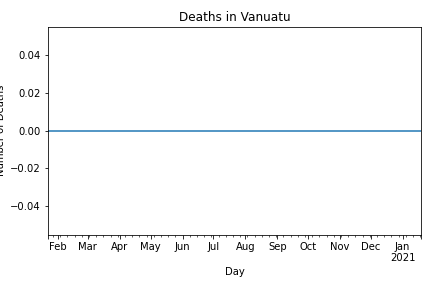 Deaths in Vanuatu
Number of Deaths
0.04
0.02
0.00
−0.02
−0.04
Feb Mar Apr May Jun Jul Aug Sep Oct Nov Dec Jan
2021
Day